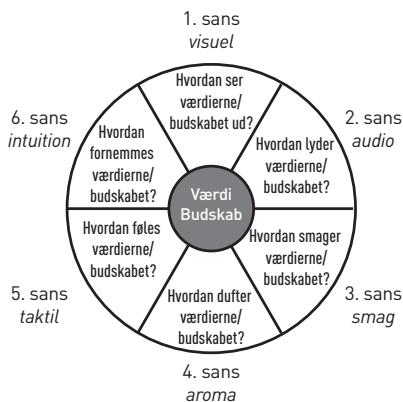 1. sans
visuel
Hvordan ser
værdierne/
budskabet ud?
2. sans
audio
Hvordan lyder
værdierne/
budskabet?
3. sans
smag
Hvordan smager
værdierne/
budskabet?
4. sans
aroma
Hvordan dufter
værdierne/
budskabet?
5. sans
taktil
Hvordan føles
værdierne/
budskabet?
6. sans
intuition
Hvordan
fornemmes
værdierne/
budskabet?
Værdi
Budskab